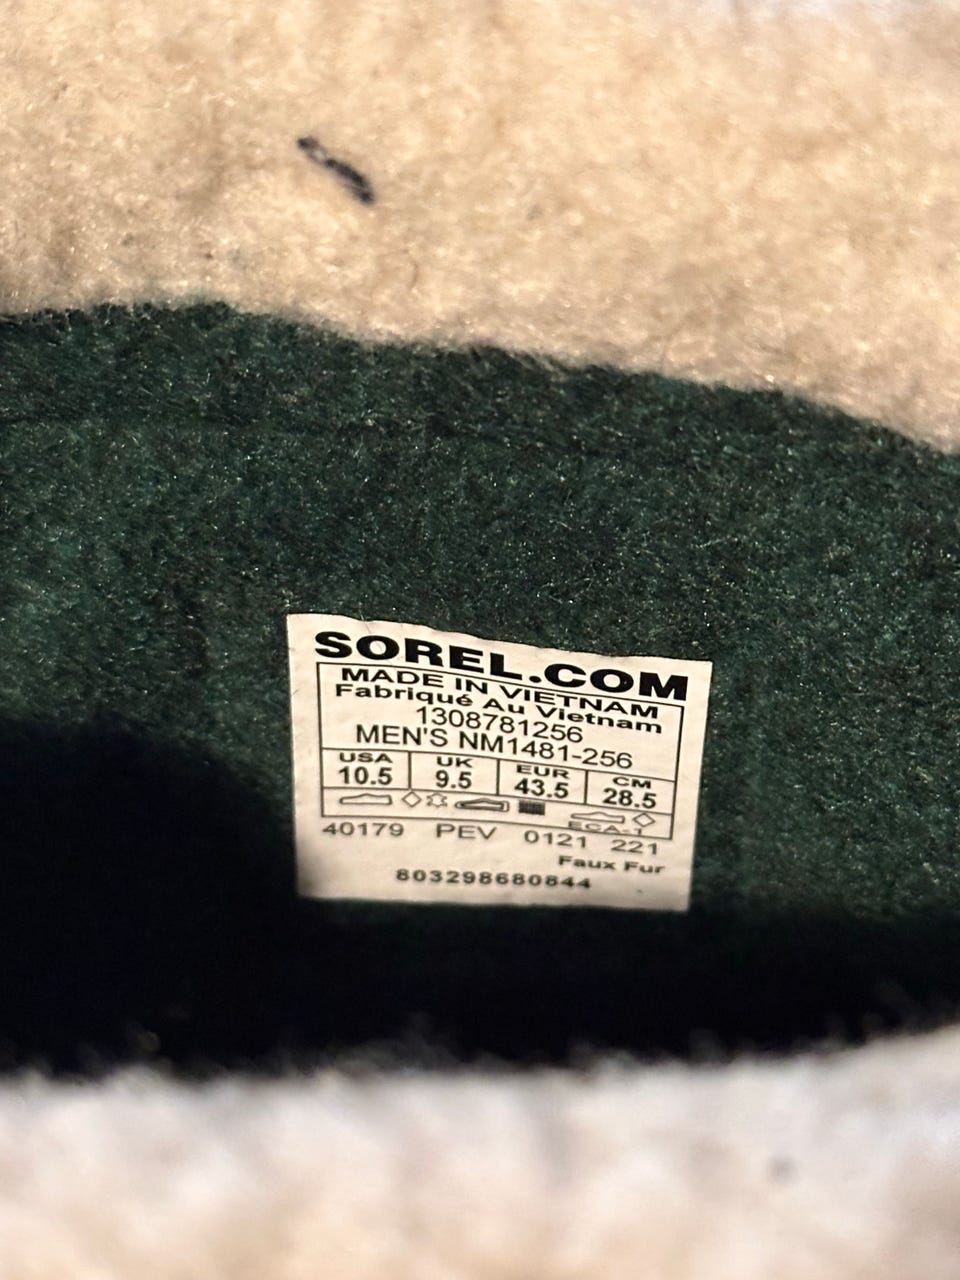 SOREL.COM
MADE IN VIETNAM
Fabriqué Au Vietnam
1308781256
MEN'S NM1481-256
USA UK EUR CM
10.5 9.5 43.5 28.5
ECA-1
40179 PEV 0121 221
Faux Fur
803298680844